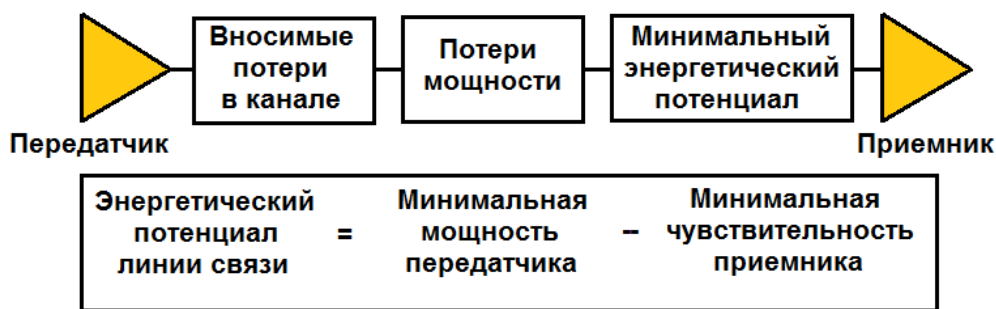 Вносимые
потери
в канале
Потери
мощности
Минимальный
энергетический
потенциал
Передатчик
Приемник
Энергетический
потенциал
линии связи
=
Минимальная
мощность
передатчика
--
Минимальная
чувствительность
приемника